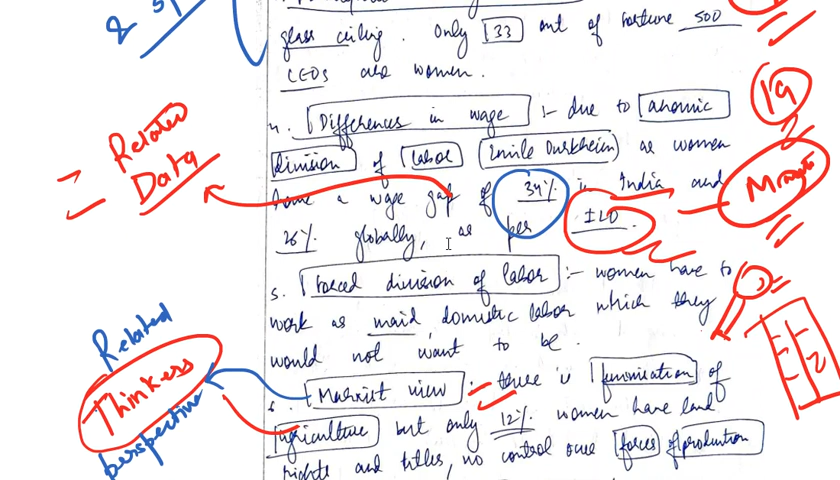 &
glass ceiling. Only 33 out of Fortune 500
CEOs are women.
4. Differences in wage :- due to anomic
division of labor (Emile Durkheim) as women
have a wage gap of 34% in India and
26% globally, as per ILO.
5. Forced division of labor :- women have to
work as maid, domestic labor which they
would not want to be.
6. Marxist view :- there is feminisation of
agriculture but only 12% women have land
rights and titles, no control over forces of production
Related
Data
Related
Thinkers
perspective
19